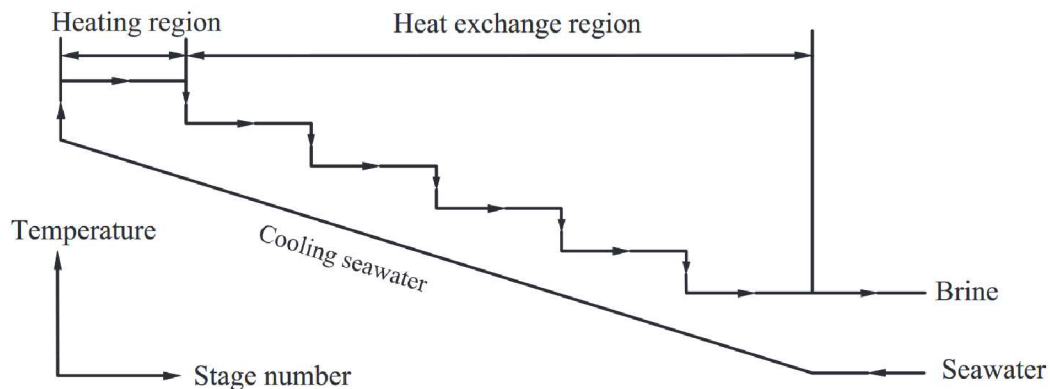 Heating region
Heat exchange region
Temperature
Cooling seawater
Brine
Stage number
Seawater